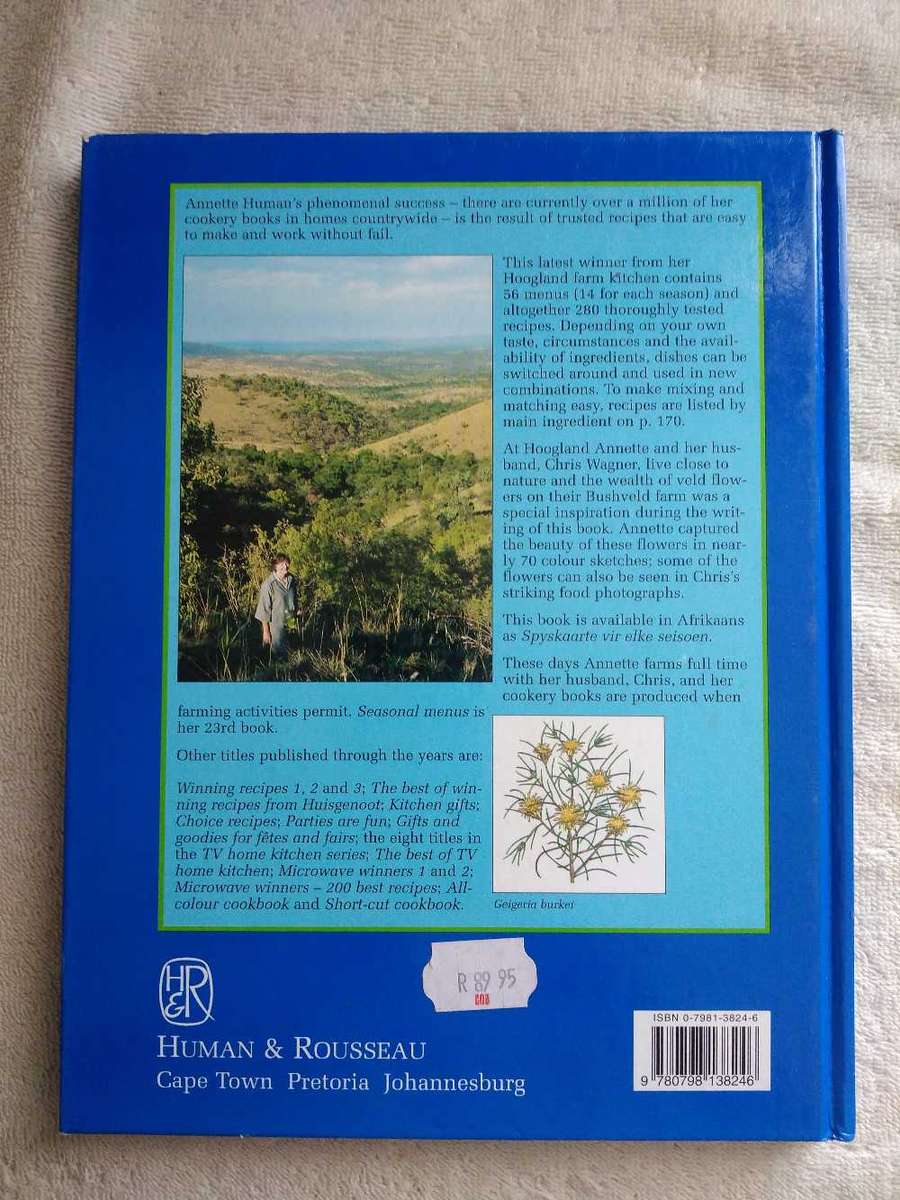 Annette Human's phenomenal success – there are currently over a million of her
cookery books in homes countrywide – is the result of trusted recipes that are easy
to make and work without fail.
This latest winner from her
Hoogland farm kitchen contains
56 menus (14 for each season) and
altogether 280 thoroughly tested
recipes. Depending on your own
taste, circumstances and the avail-
ability of ingredients, dishes can be
switched around and used in new
combinations. To make mixing and
matching easy, recipes are listed by
main ingredient on p. 170.
At Hoogland Annette and her hus-
band, Chris Wagner, live close to
nature and the wealth of veld flow-
ers on their Bushveld farm was a
special inspiration during the writ-
ing of this book. Annette captured
the beauty of these flowers in near-
ly 70 colour sketches; some of the
flowers can also be seen in Chris's
striking food photographs.
This book is available in Afrikaans
as Spyskaarte vir elke seisoen.
These days Annette farms full time
with her husband, Chris, and her
cookery books are produced when
farming activities permit. Seasonal menus is
her 23rd book.
Other titles published through the years are:
Winning recipes 1, 2 and 3; The best of win-
ning recipes from Huisgenoot; Kitchen gifts;
Choice recipes; Parties are fun; Gifts and
goodies for fêtes and fairs; the eight titles in
the TV home kitchen series; The best of TV
home kitchen; Microwave winners 1 and 2;
Microwave winners – 200 best recipes; All-
colour cookbook and Short-cut cookbook.
Geigeria burkei
R 89 95
H&R
HUMAN & ROUSSEAU
Cape Town Pretoria Johannesburg
ISBN 0-7981-3824-6
9 780798 138246